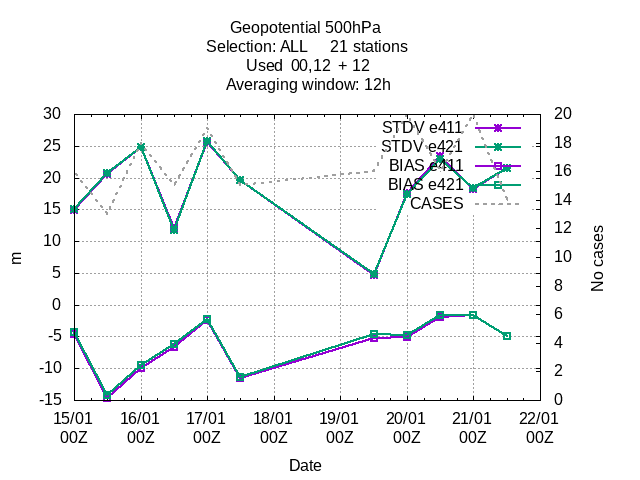 Geopotential 500hPa
Selection: ALL     21 stations
Used  00,12  + 12
Averaging window: 12h
30
25
20
15
10
5
0
-5
-10
-15
m
20
18
16
14
12
10
8
6
4
2
0
No cases
STDV e411
STDV e421
BIAS e411
BIAS e421
CASES
15/01 16/01 17/01 18/01 19/01 20/01 21/01 22/01
00Z 00Z 00Z 00Z 00Z 00Z 00Z 00Z
Date